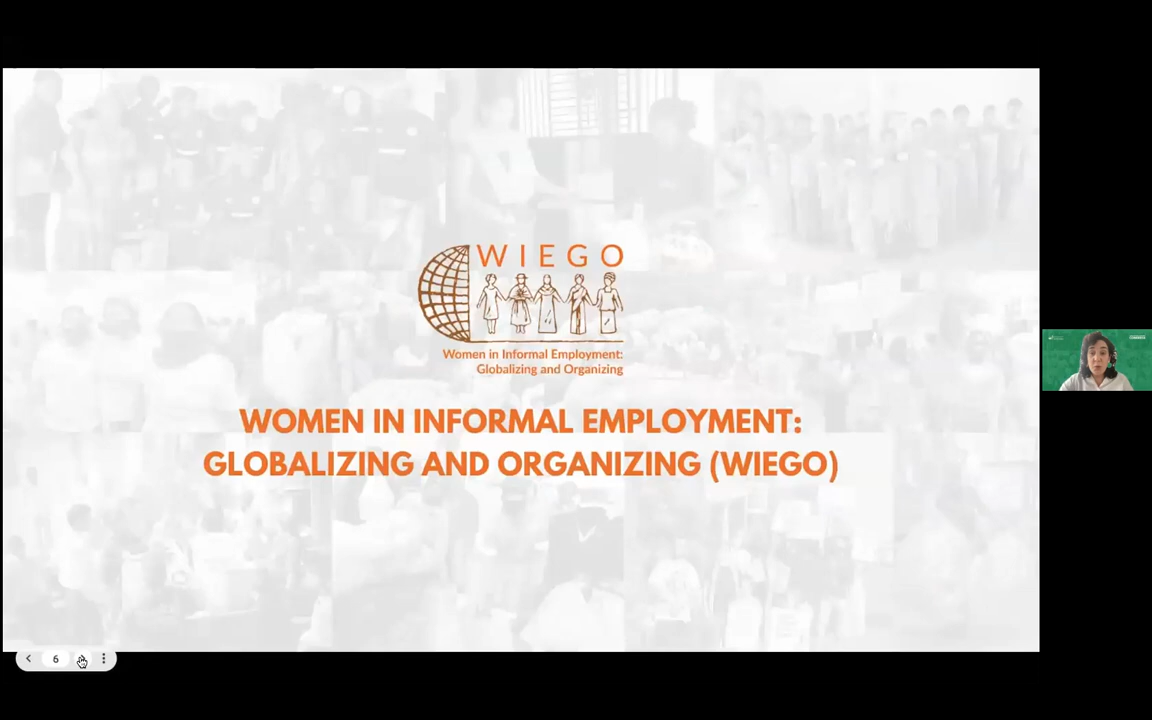 WIEGO
Women in Informal Employment:
Globalizing and Organizing
WOMEN IN INFORMAL EMPLOYMENT:
GLOBALIZING AND ORGANIZING (WIEGO)
6